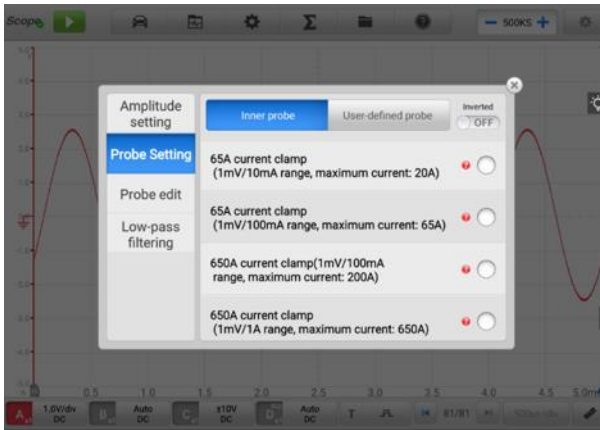 Scope
500KS
Amplitude
setting
Inner probe
User-defined probe
Inverted
OFF
Probe Setting
Probe edit
Low-pass
filtering
65A current clamp
(1mV/10mA range, maximum current: 20A)
65A current clamp
(1mV/100mA range, maximum current: 65A)
650A current clamp(1mV/100mA
range, maximum current: 200A)
650A current clamp
(1mV/1A range, maximum current: 650A)
0.5 1.0 1.5 2.0 2.5 3.0 3.5 4.0 4.5
A 1.0V/div
DC
B Auto
DC
C ±10V
DC
D Auto
DC
T
81/81